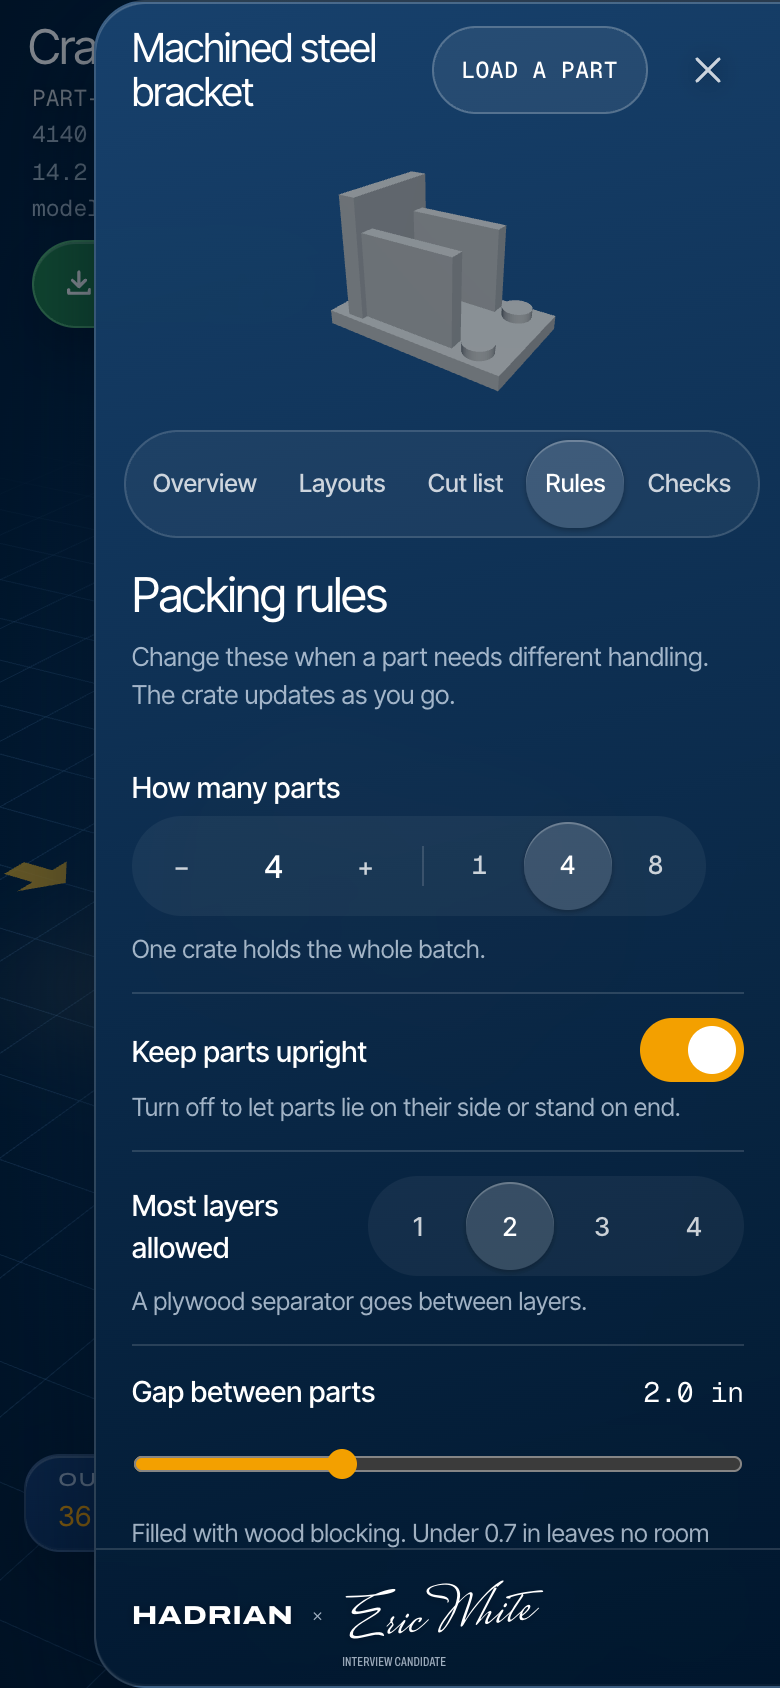 Cra
PART-
4140
14.2
model
Machined steel
bracket
LOAD A PART
Overview
Layouts
Cut list
Rules
Checks
Packing rules
Change these when a part needs different handling.
The crate updates as you go.
How many parts
− 4 + 1 4 8
One crate holds the whole batch.
Keep parts upright
Turn off to let parts lie on their side or stand on end.
Most layers
allowed
1 2 3 4
A plywood separator goes between layers.
Gap between parts
2.0 in
Filled with wood blocking. Under 0.7 in leaves no room
OU
36
HADRIAN × Eric White
INTERVIEW CANDIDATE